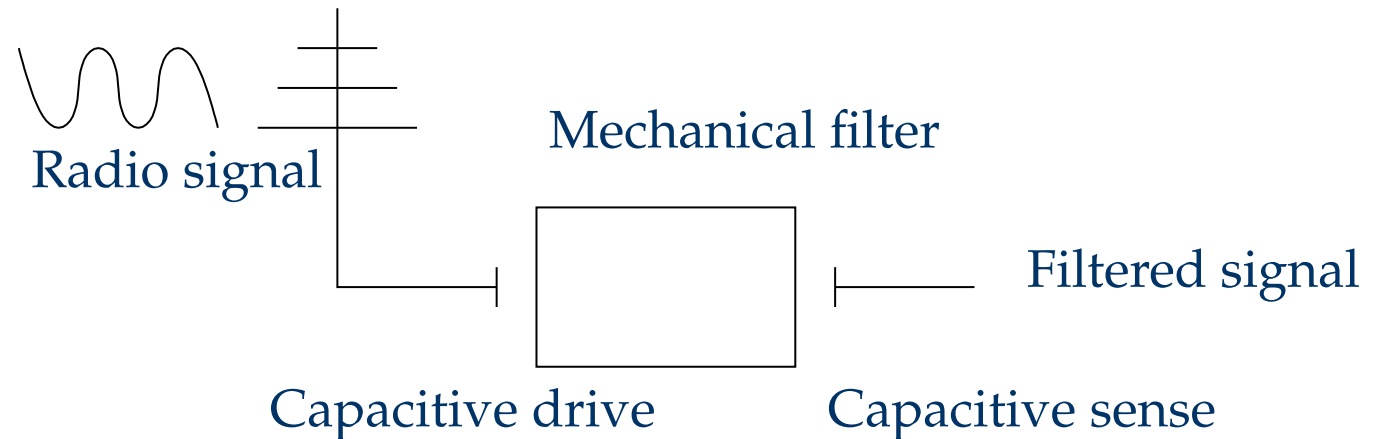 Mechanical filter
Radio signal
Filtered signal
Capacitive drive
Capacitive sense